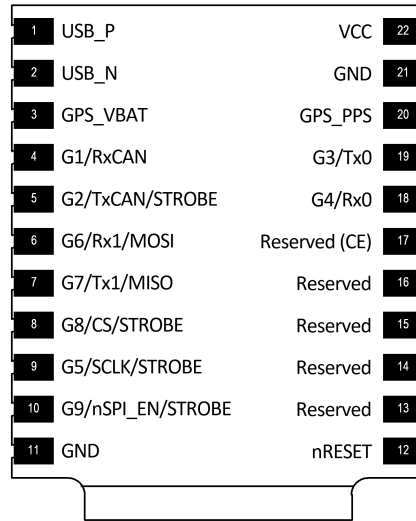 1 USB_P VCC 22
2 USB_N GND 21
3 GPS_VBAT GPS_PPS 20
4 G1/RxCAN G3/Tx0 19
5 G2/TxCAN/STROBE G4/Rx0 18
6 G6/Rx1/MOSI Reserved (CE) 17
7 G7/Tx1/MISO Reserved 16
8 G8/CS/STROBE Reserved 15
9 G5/SCLK/STROBE Reserved 14
10 G9/nSPI_EN/STROBE Reserved 13
11 GND nRESET 12